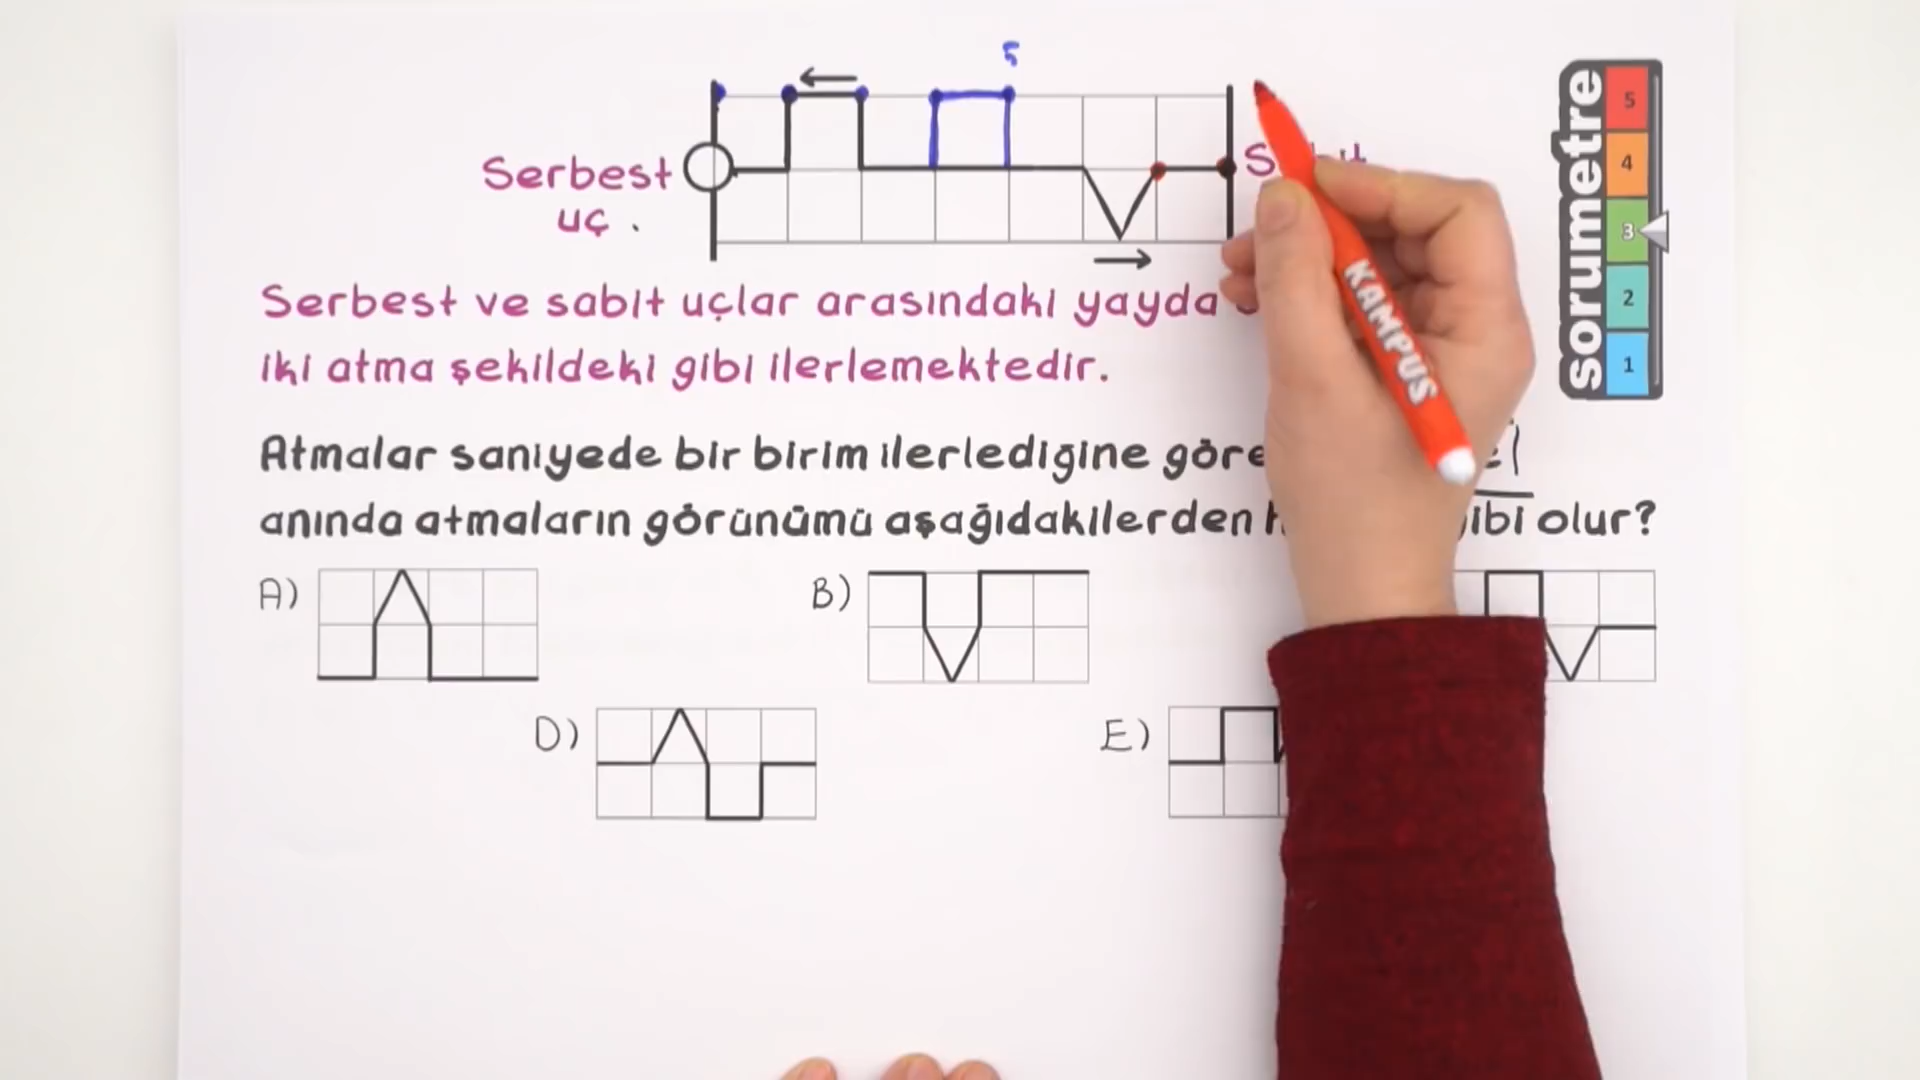 5
Serbest
uç
Serbest ve sabit uçlar arasındaki yayda
iki atma şekildeki gibi ilerlemektedir.
Atmalar saniyede bir birim ilerlediğine göre
anında atmaların görünümü aşağıdakilerden olur?
A)
B)
D)
E)
sorumetre
5
4
3
2
1
KAMPUS